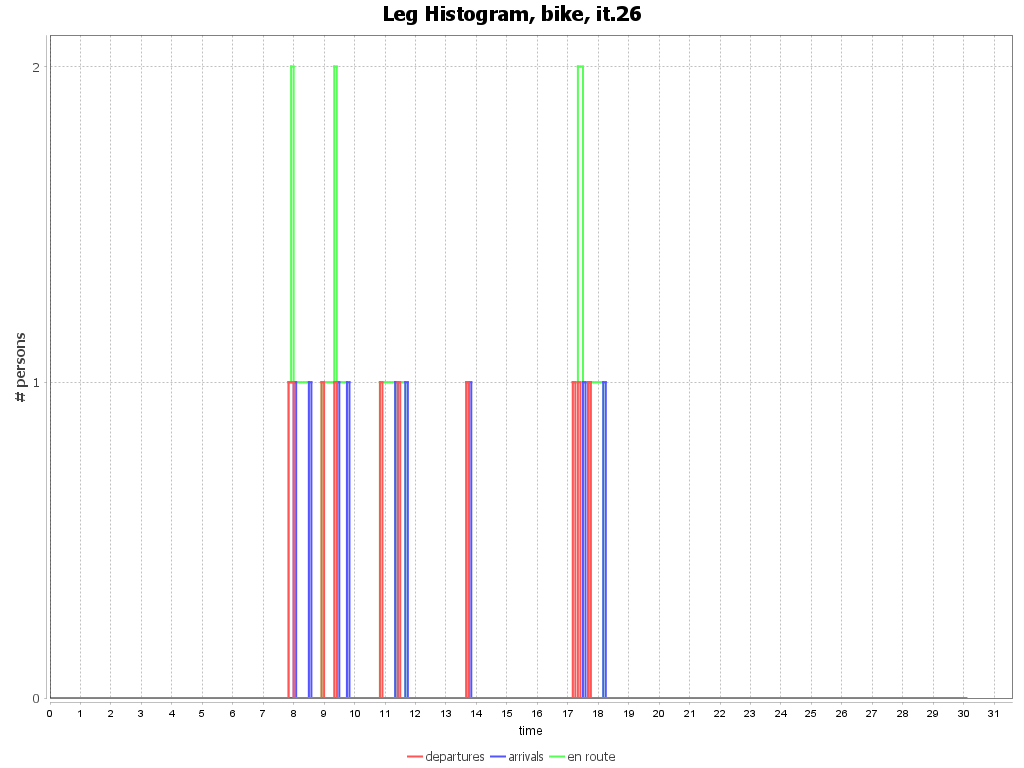 Leg Histogram, bike, it.26
# persons
2
1
0
0 1 2 3 4 5 6 7 8 9 10 11 12 13 14 15 16 17 18 19 20 21 22 23 24 25 26 27 28 29 30 31
time
departures arrivals en route